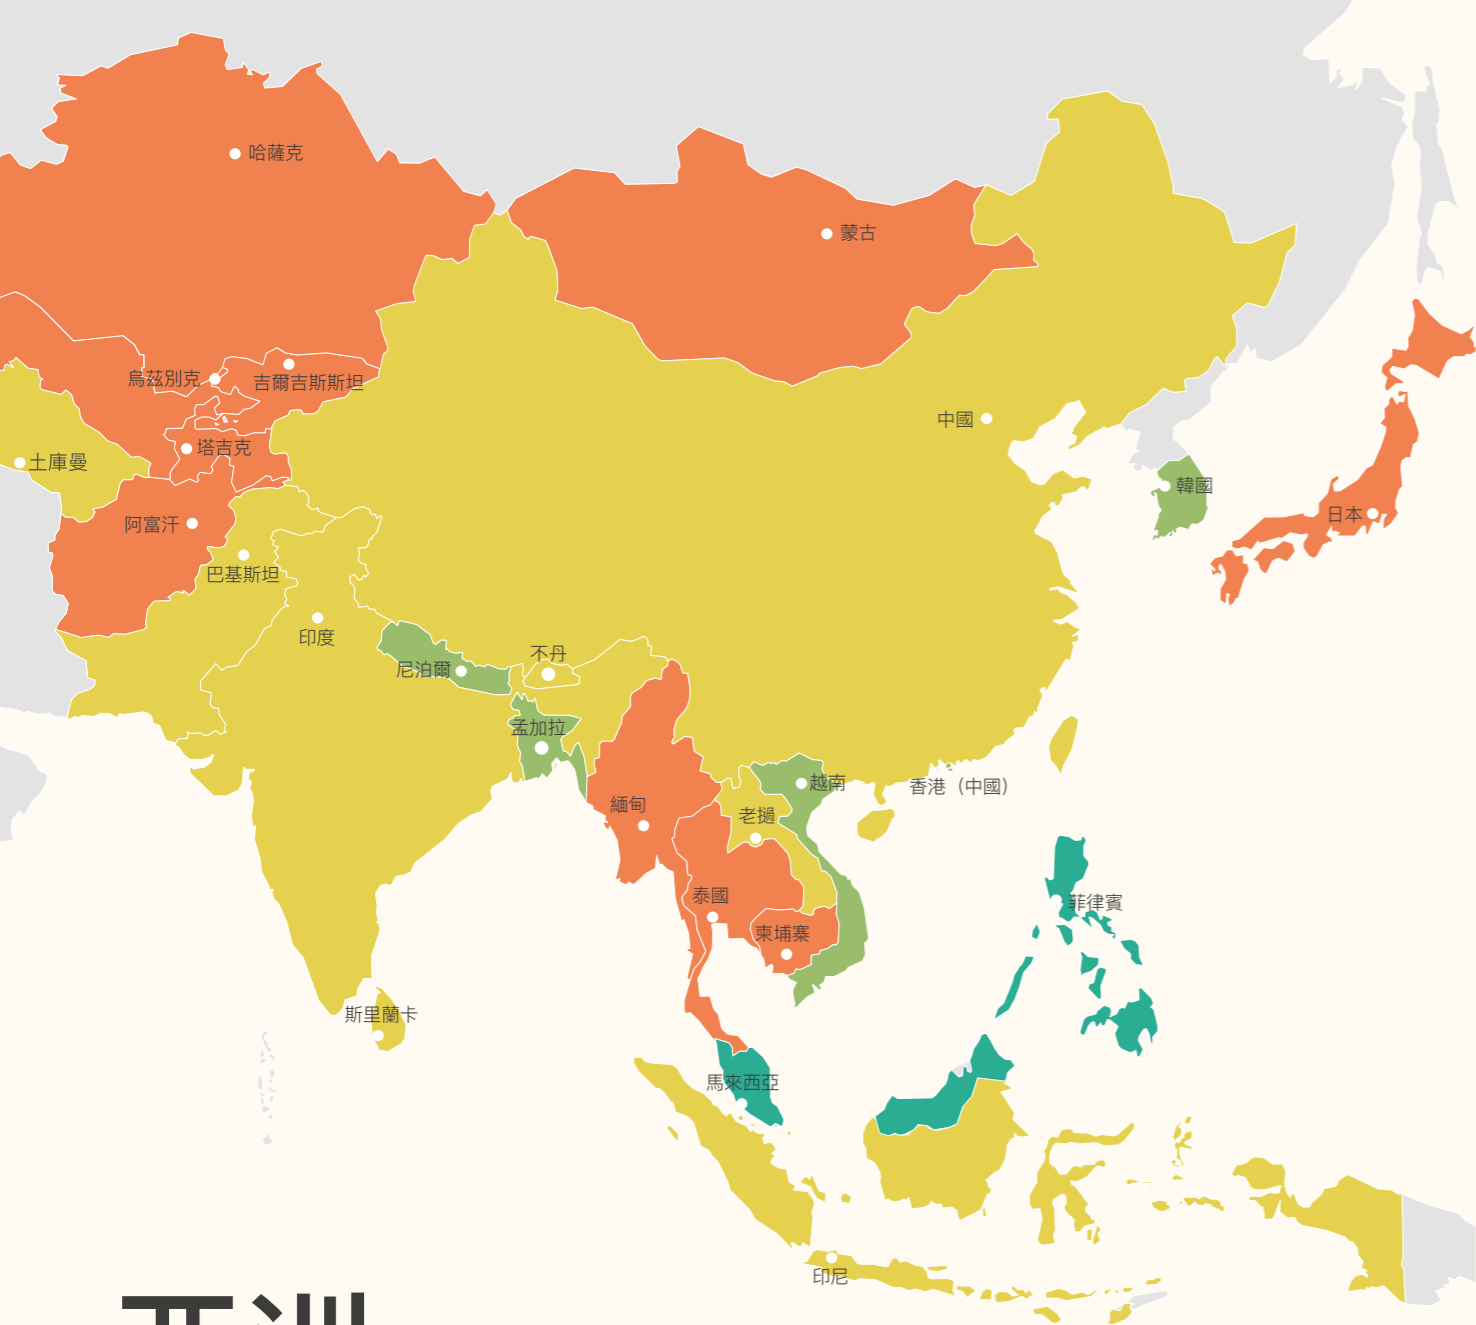 哈薩克
蒙古
烏茲別克
吉爾吉斯斯坦
中國
塔吉克
土庫曼
韓國
日本
阿富汗
巴基斯坦
印度
不丹
尼泊爾
孟加拉
越南
香港（中國）
緬甸
老撾
泰國
菲律賓
柬埔寨
斯里蘭卡
馬來西亞
印尼
亞洲